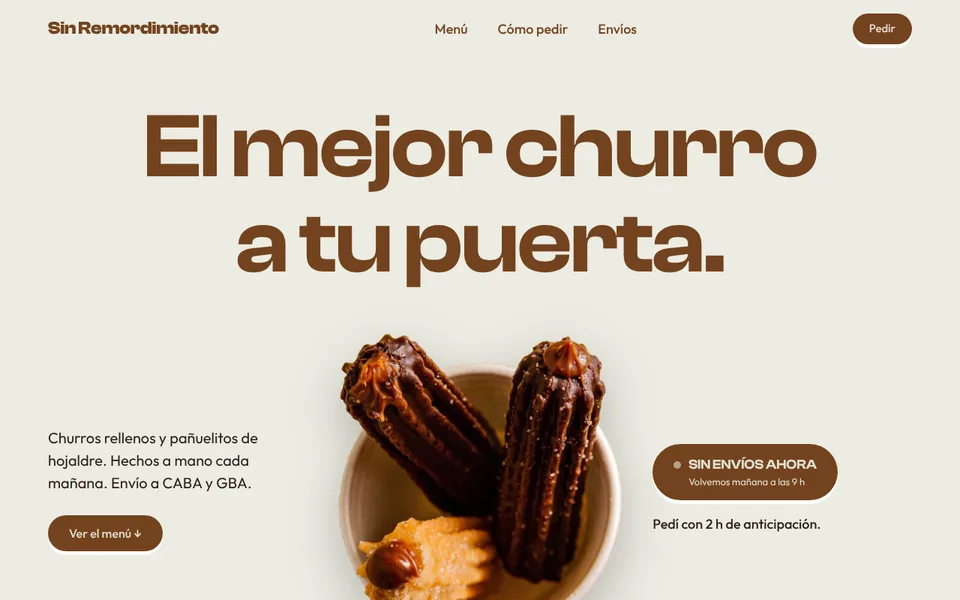 Sin Remordimiento
Menú
Cómo pedir
Envíos
Pedir
El mejor churro
a tu puerta.
Churros rellenos y pañuelitos de
hojaldre. Hechos a mano cada
mañana. Envío a CABA y GBA.
Ver el menú ↓
SIN ENVÍOS AHORA
Volvemos mañana a las 9 h
Pedí con 2 h de anticipación.